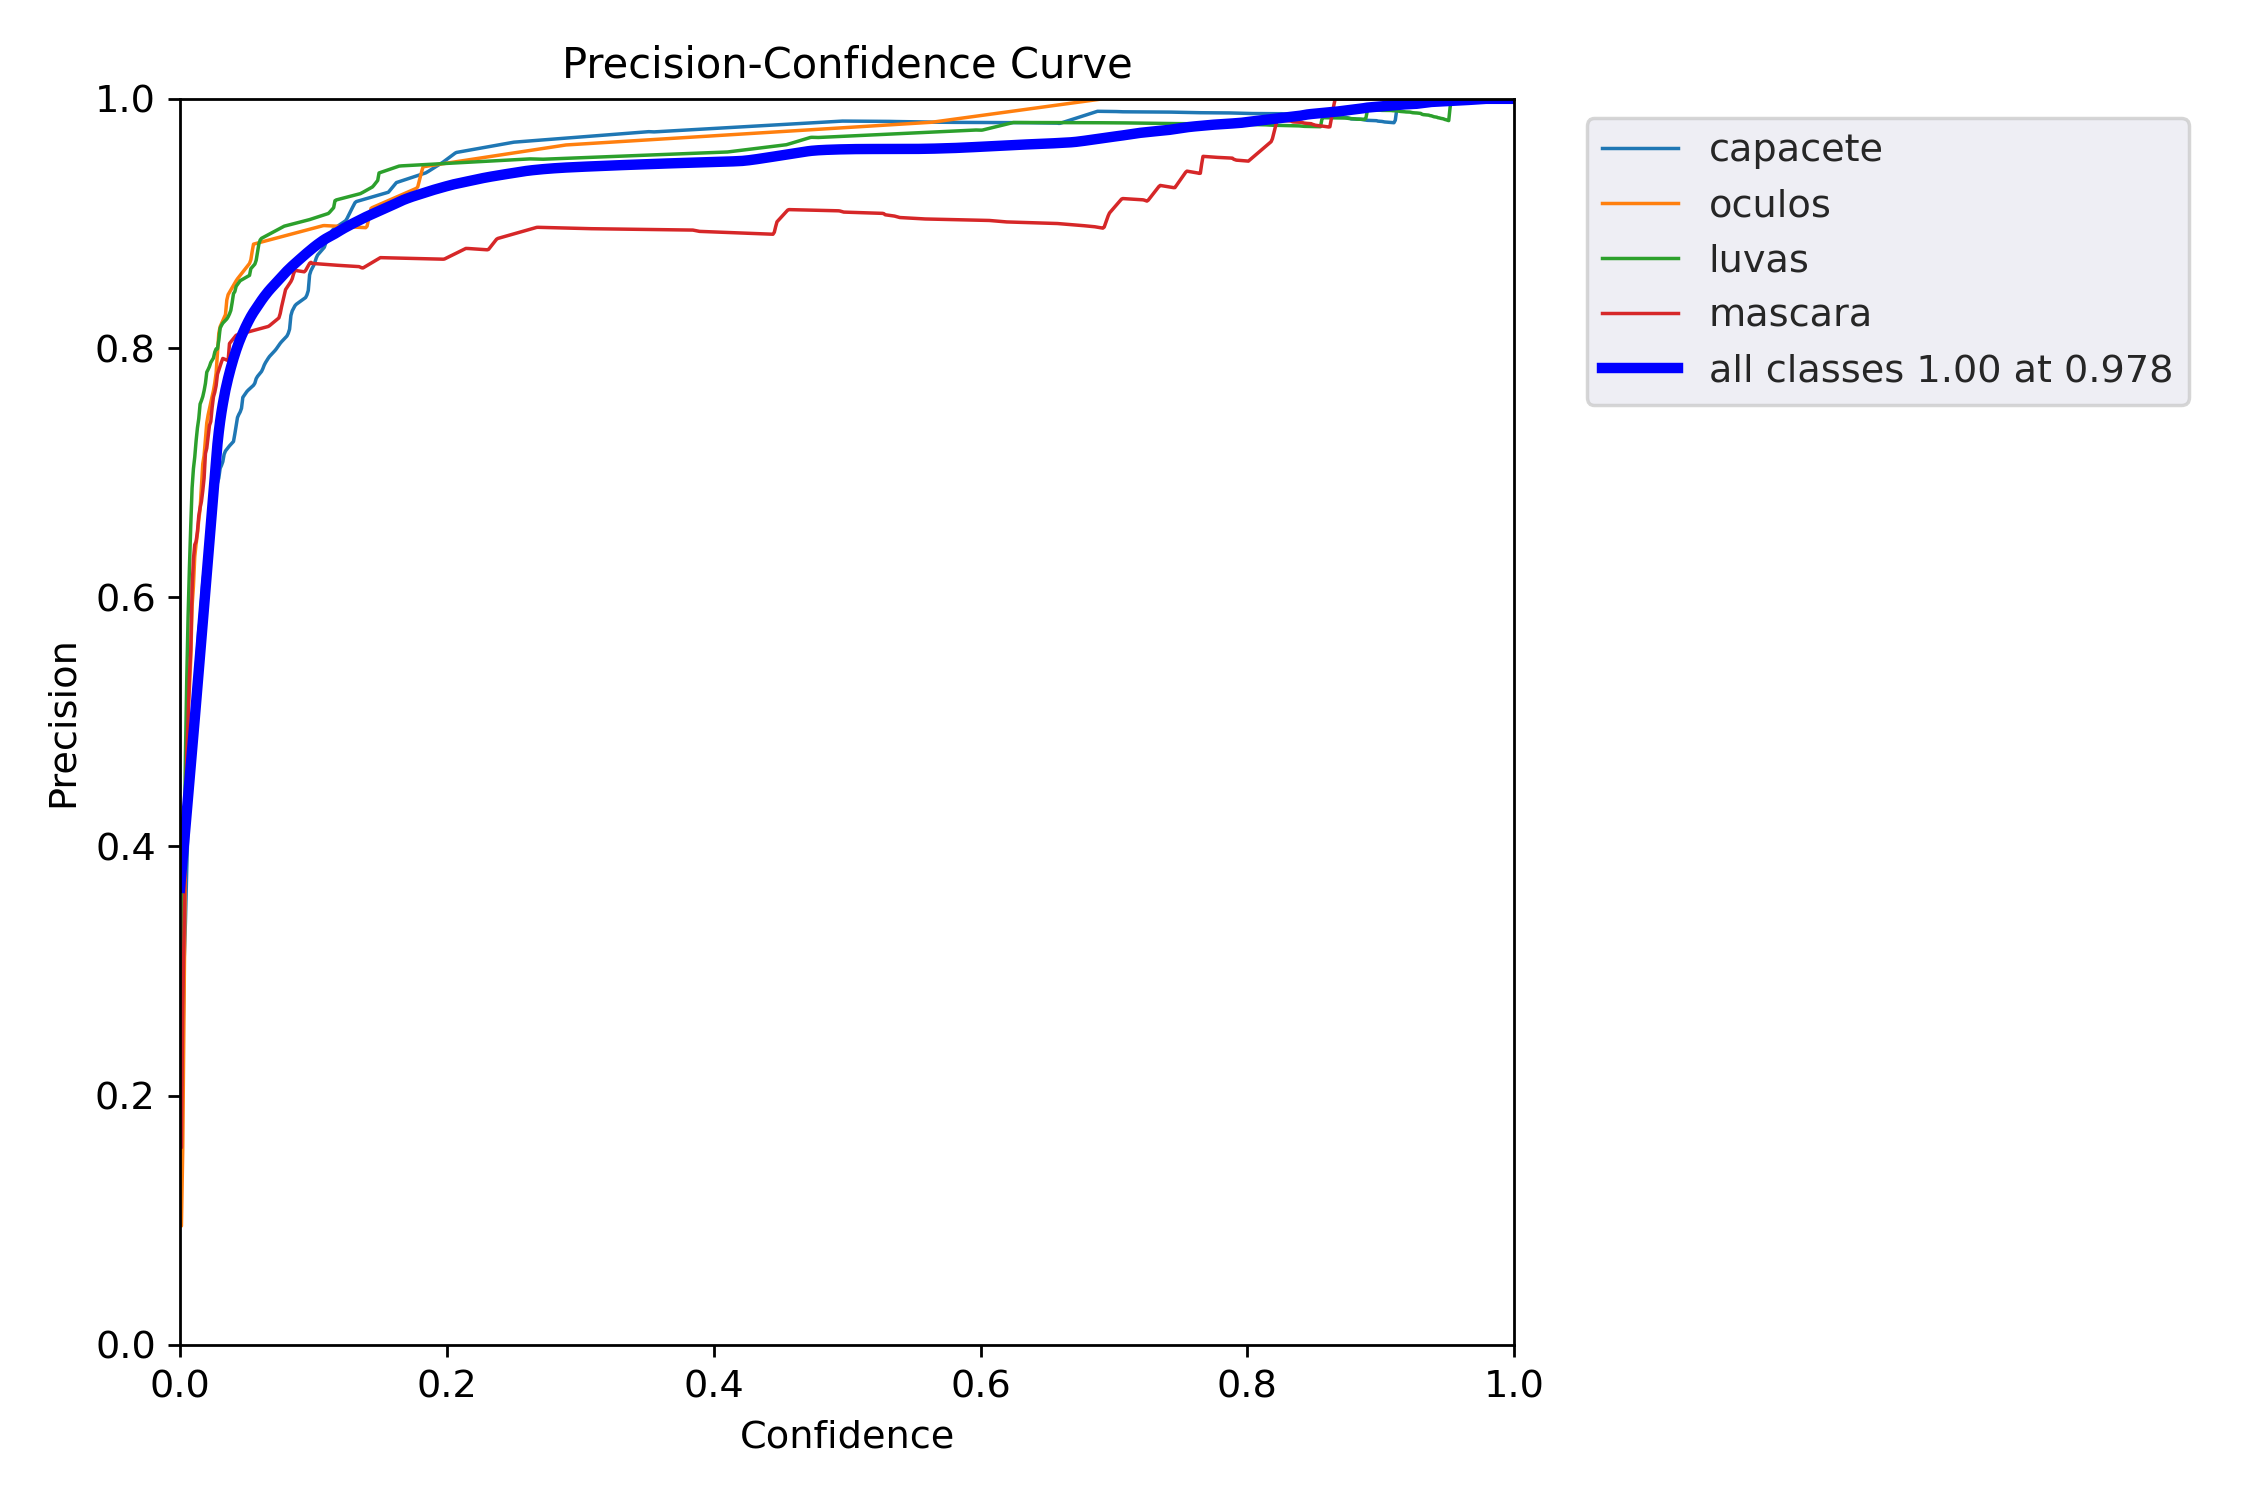 Precision-Confidence Curve
1.0
0.8
0.6
0.4
0.2
0.0
Precision
0.0 0.2 0.4 0.6 0.8 1.0
Confidence
capacete
oculos
luvas
mascara
all classes 1.00 at 0.978